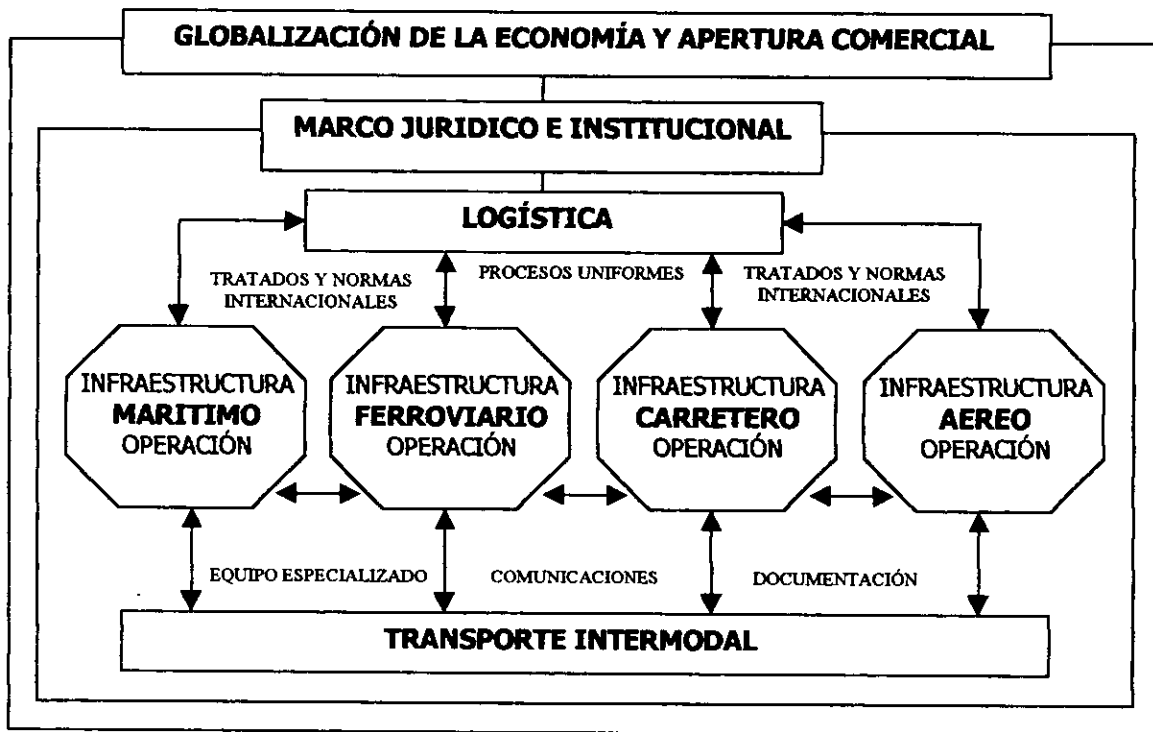 GLOBALIZACIÓN DE LA ECONOMÍA Y APERTURA COMERCIAL
MARCO JURIDICO E INSTITUCIONAL
LOGÍSTICA
TRATADOS Y NORMAS
INTERNACIONALES
PROCESOS UNIFORMES
TRATADOS Y NORMAS
INTERNACIONALES
INFRAESTRUCTURA
MARITIMO
OPERACIÓN
INFRAESTRUCTURA
FERROVIARIO
OPERACIÓN
INFRAESTRUCTURA
CARRETERO
OPERACIÓN
INFRAESTRUCTURA
AEREO
OPERACIÓN
EQUIPO ESPECIALIZADO
COMUNICACIONES
DOCUMENTACIÓN
TRANSPORTE INTERMODAL